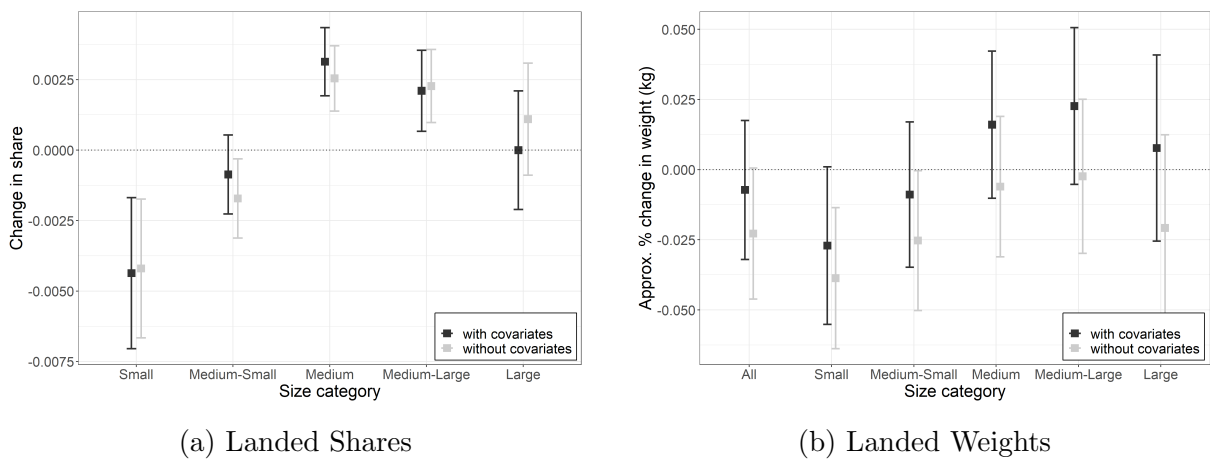 Change in share
0.0025
0.0000
-0.0025
-0.0050
-0.0075
with covariates
without covariates
Small Medium-Small Medium Medium-Large Large
Size category
(a) Landed Shares
Approx. % change in weight (kg)
0.050
0.025
0.000
-0.025
-0.050
with covariates
without covariates
All Small Medium-Small Medium Medium-Large Large
Size category
(b) Landed Weights